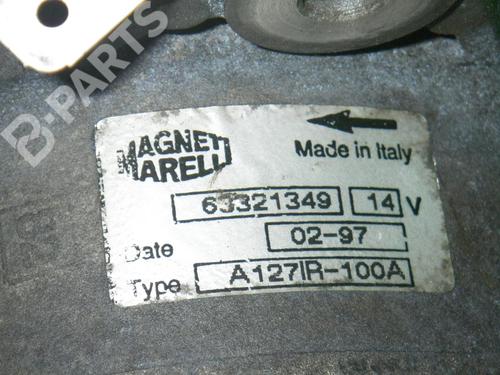 B-PARTS
MAGNETI
MARELLI
Made in Italy
63321349 14 V
Date 02-97
Type A127IR-100A